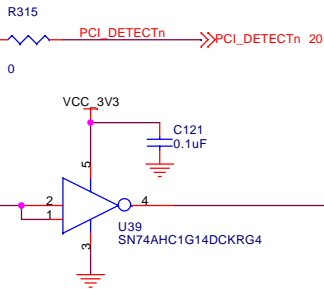 R315
PCI_DETECTn
PCI_DETECTn 20
0
VCC_3V3
C121
0.1uF
5
2
4
1
U39
SN74AHC1G14DCKRG4
3